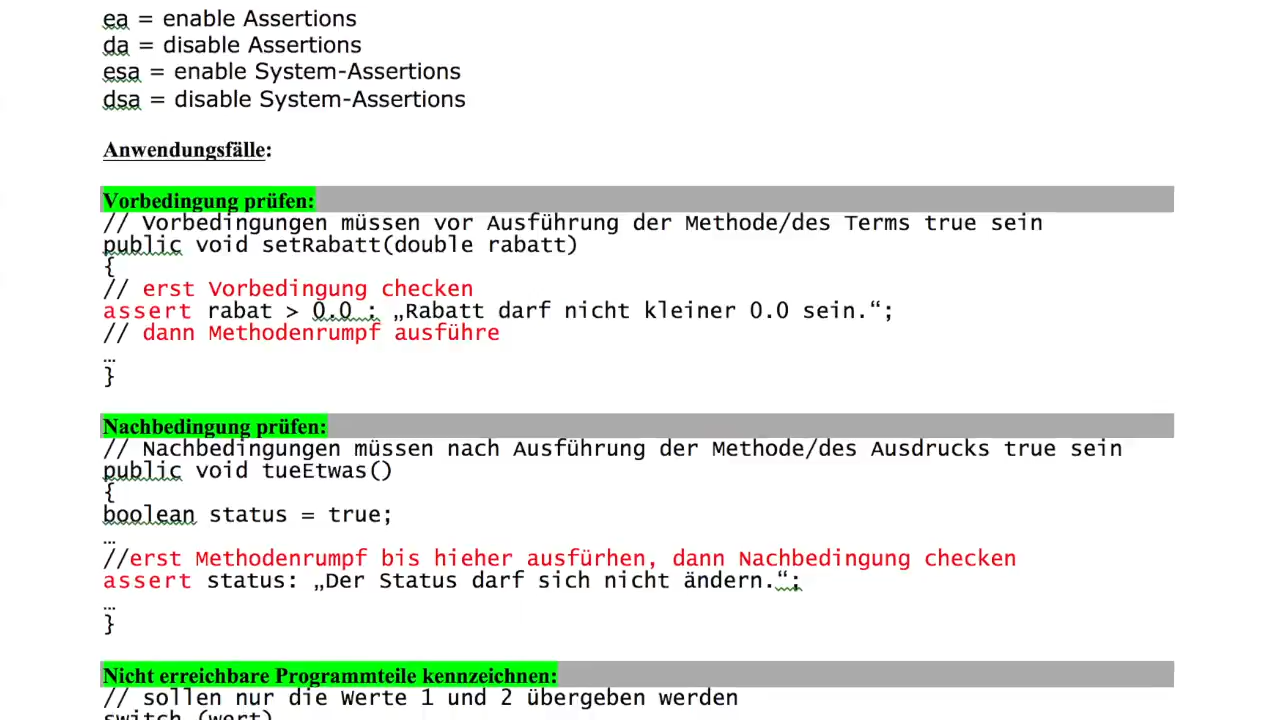 ea = enable Assertions
da = disable Assertions
esa = enable System-Assertions
dsa = disable System-Assertions
Anwendungsfälle:
Vorbedingung prüfen:
// Vorbedingungen müssen vor Ausführung der Methode/des Terms true sein
public void setRabatt(double rabatt)
{
// erst Vorbedingung checken
assert rabat > 0.0 : „Rabatt darf nicht kleiner 0.0 sein.“;
// dann Methodenrumpf ausführe
…
}
Nachbedingung prüfen:
// Nachbedingungen müssen nach Ausführung der Methode/des Ausdrucks true sein
public void tueEtwas()
{
boolean status = true;
…
//erst Methodenrumpf bis hieher ausfürhen, dann Nachbedingung checken
assert status: „Der Status darf sich nicht ändern.“;
…
}
Nicht erreichbare Programmteile kennzeichnen:
// sollen nur die Werte 1 und 2 übergeben werden
switch (wert)